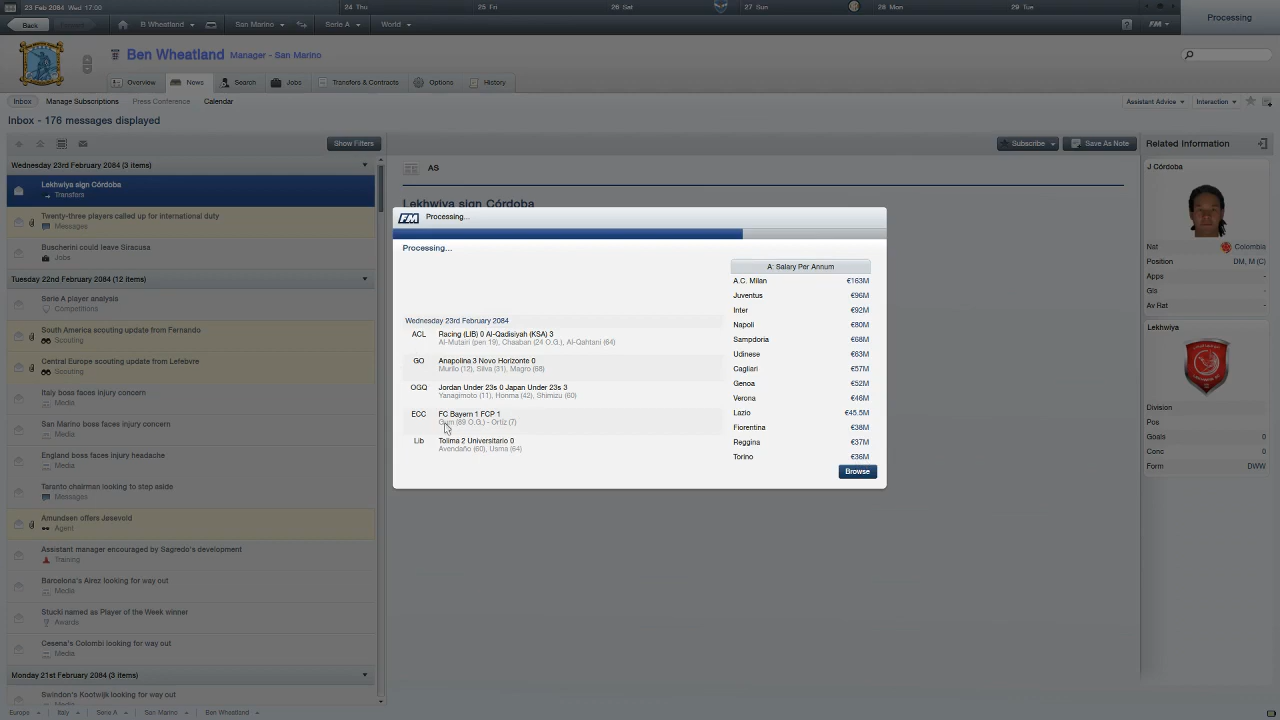 23 Feb 2084 Wed 17:00
24 Thu
25 Fri
26 Sat
27 Sun
28 Mon
29 Tue
Processing
Back
B Wheatland
San Marino
Serie A
World
FM
Ben Wheatland Manager - San Marino
Overview
News
Search
Jobs
Transfers & Contracts
Options
History
Inbox
Manage Subscriptions
Press Conference
Calendar
Assistant Advice
Interaction
Inbox - 176 messages displayed
Show Filters
Subscribe
Save As Note
Related Information
Wednesday 23rd February 2084 (3 items)
Lekhwiya sign Córdoba
Transfers
Twenty-three players called up for international duty
Messages
Buscherini leave Siracusa
Jobs
Tuesday 22nd February 2084 (12 items)
Serie A player analysis
Competitions
South America scouting update from Fernando
Scouting
Central Europe scouting update from Lefebvre
Scouting
Italy boss faces injury concern
Media
San Marino boss faces injury concern
Media
England boss faces injury headache
Media
Taranto chairman looking to step aside
Messages
Amundsen offers Jøsevold
Agent
Assistant manager encouraged by Sagredo's development
Training
Barcelona's Airez looking for way out
Media
Stucki named as Player of the Week winner
Awards
Cesena's Colombi looking for way out
Media
Monday 21st February 2084 (3 items)
Swindon's Kootwijk looking for way out
Media
AS
Lekhwiya sign Córdoba
FM Processing...
Processing...
Wednesday 23rd February 2084
ACL Racing (LIB) 0 Al-Qadisiyah (KSA) 3
Al-Mutairi (pen 19), Chaaban (24 O.G.), Al-Qahtani (64)
GO Anapolina 3 Novo Horizonte 0
Murilo (12), Silva (31), Magro (68)
OGQ Jordan Under 23s 0 Japan Under 23s 3
Yanagimoto (11), Honma (42), Shimizu (60)
ECC FC Bayern 1 FCP 1
(89 O.G.) - Ortiz (7)
Lib Tolima 2 Universitario 0
Avendaño (60), Usma (64)
A: Salary Per Annum
A.C. Milan €163M
Juventus €96M
Inter €92M
Napoli €80M
Sampdoria €68M
Udinese €63M
Cagliari €57M
Genoa €52M
Verona €46M
Lazio €45.5M
Fiorentina €38M
Reggina €37M
Torino €36M
Browse
J Córdoba
Nat Colombia
Position DM, M (C)
Apps -
Gls -
Av Rat -
Lekhwiya
Division
Pos
Goals 0
Conc 0
Form DWW
Europe
Italy
Serie A
San Marino
Ben Wheatland